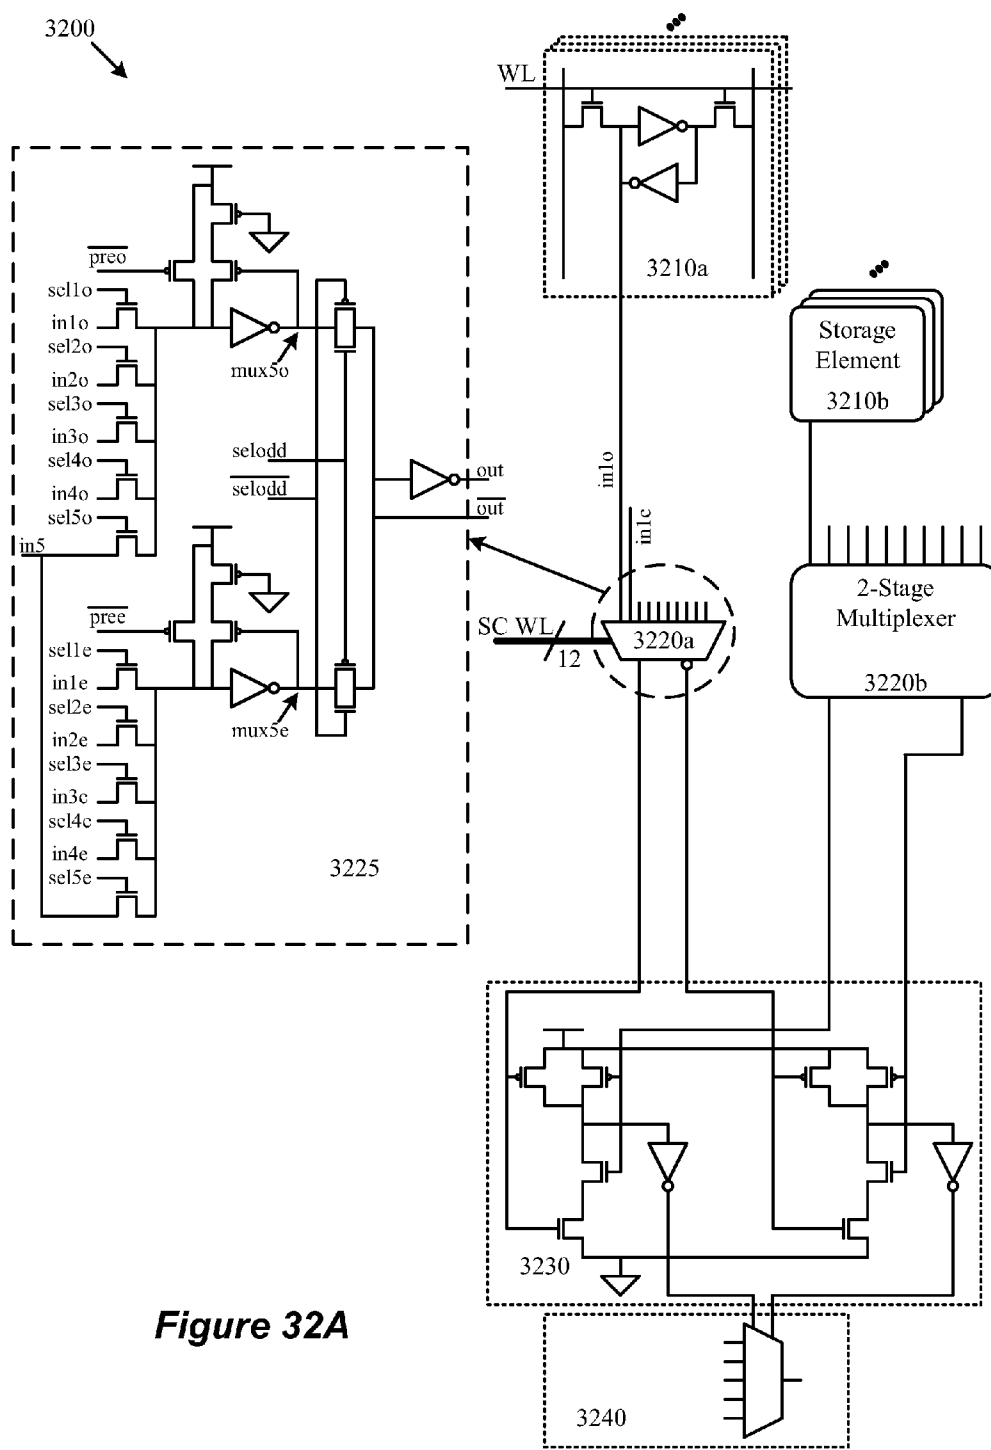 3200
WL
3210a
Storage
Element
3210b
in1o
in1e
SC WL
12
3220a
2-Stage
Multiplexer
3220b
preo
sel1o
in1o
sel2o
in2o
sel3o
in3o
sel4o
in4o
sel5o
in5
mux5o
selodd
selodd
out
out
pree
sel1e
in1e
sel2e
in2e
sel3e
in3e
sel4e
in4e
sel5e
mux5e
3225
3230
3240
Figure 32A